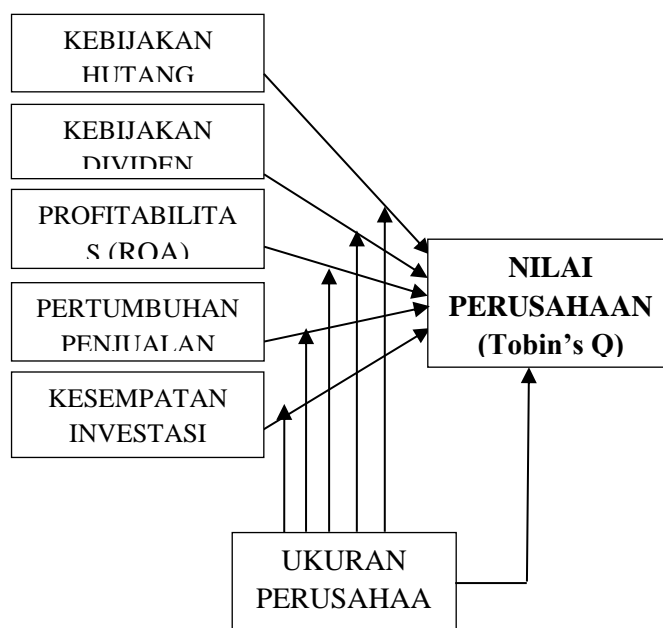 KEBIJAKAN
HUTANG
KEBIJAKAN
DIVIDEN
PROFITABILITA
S (ROA)
PERTUMBUHAN
PENJUALAN
KESEMPATAN
INVESTASI
NILAI
PERUSAHAAN
(Tobin's Q)
UKURAN
PERUSAHAA